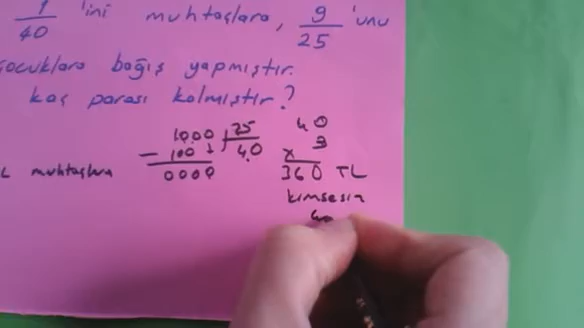 1/40 'ini muhtaçlara, 9/25 'unu
çocuklara bağış yapmıştır.
kaç parası kalmıştır?
1000 | 25
- 100 | 40
0000
40
x 9
360 TL
L muhtaçlara
kimsesiz